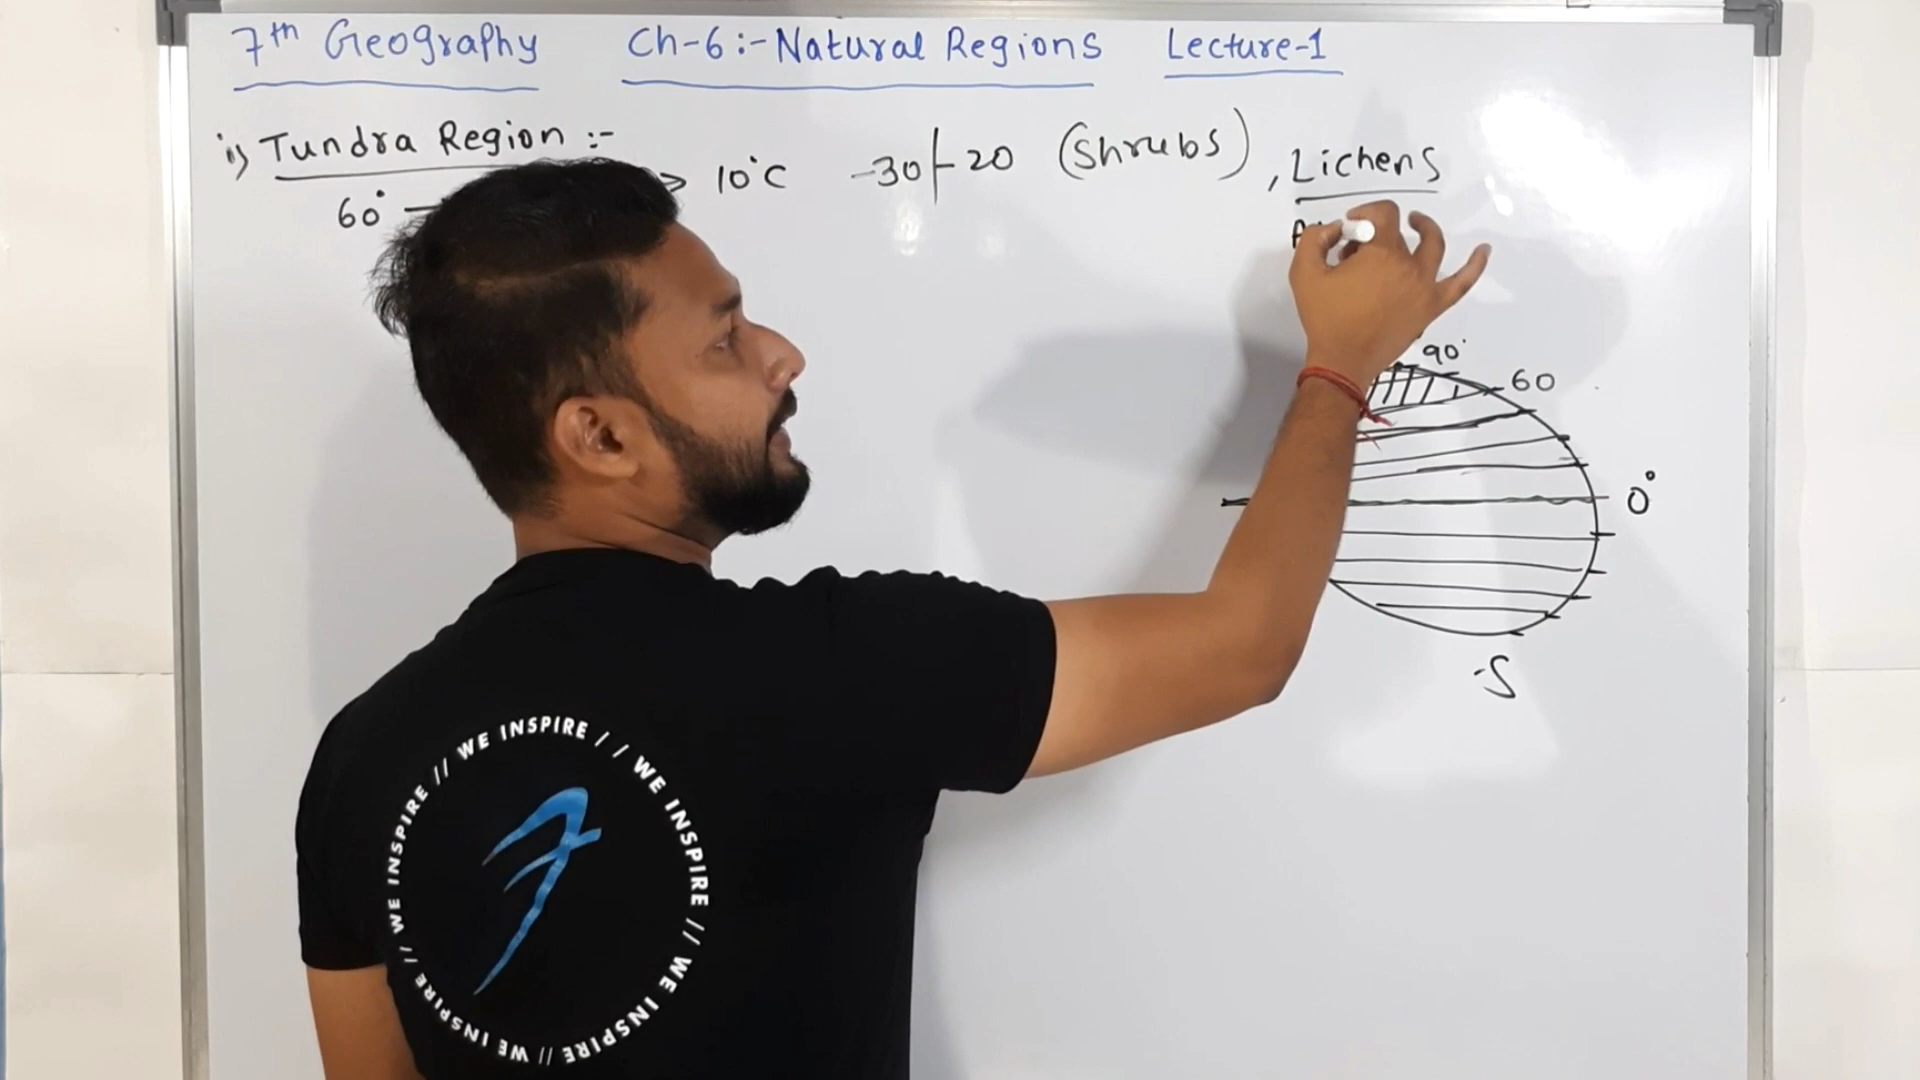 7th Geography Ch-6:- Natural Regions Lecture-1
i) Tundra Region :-
60° > 10°C -30 -20 (Shrubs) , Lichens
90°
60
0°
S
WE INSPIRE // WE INSPIRE // WE INSPIRE // WE INSPIRE // WE INSPIRE //